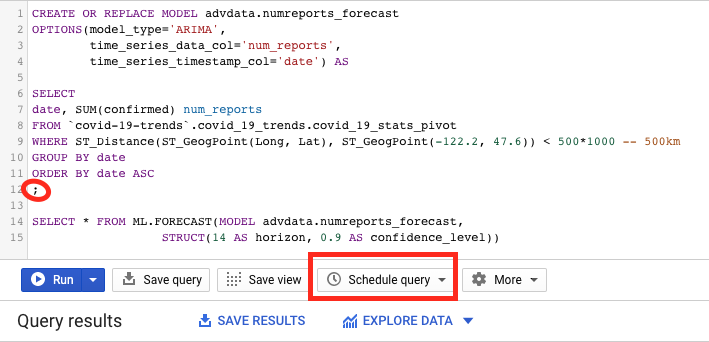 1 CREATE OR REPLACE MODEL advdata.numreports_forecast
2 OPTIONS(model_type='ARIMA',
3 time_series_data_col='num_reports',
4 time_series_timestamp_col='date') AS
5
6 SELECT
7 date, SUM(confirmed) num_reports
8 FROM `covid-19-trends`.covid_19_trends.covid_19_stats_pivot
9 WHERE ST_Distance(ST_GeogPoint(Long, Lat), ST_GeogPoint(-122.2, 47.6)) < 500*1000 -- 500km
10 GROUP BY date
11 ORDER BY date ASC
12 ;
13
14 SELECT * FROM ML.FORECAST(MODEL advdata.numreports_forecast,
15 STRUCT(14 AS horizon, 0.9 AS confidence_level))
Run Save query Save view Schedule query More
Query results SAVE RESULTS EXPLORE DATA